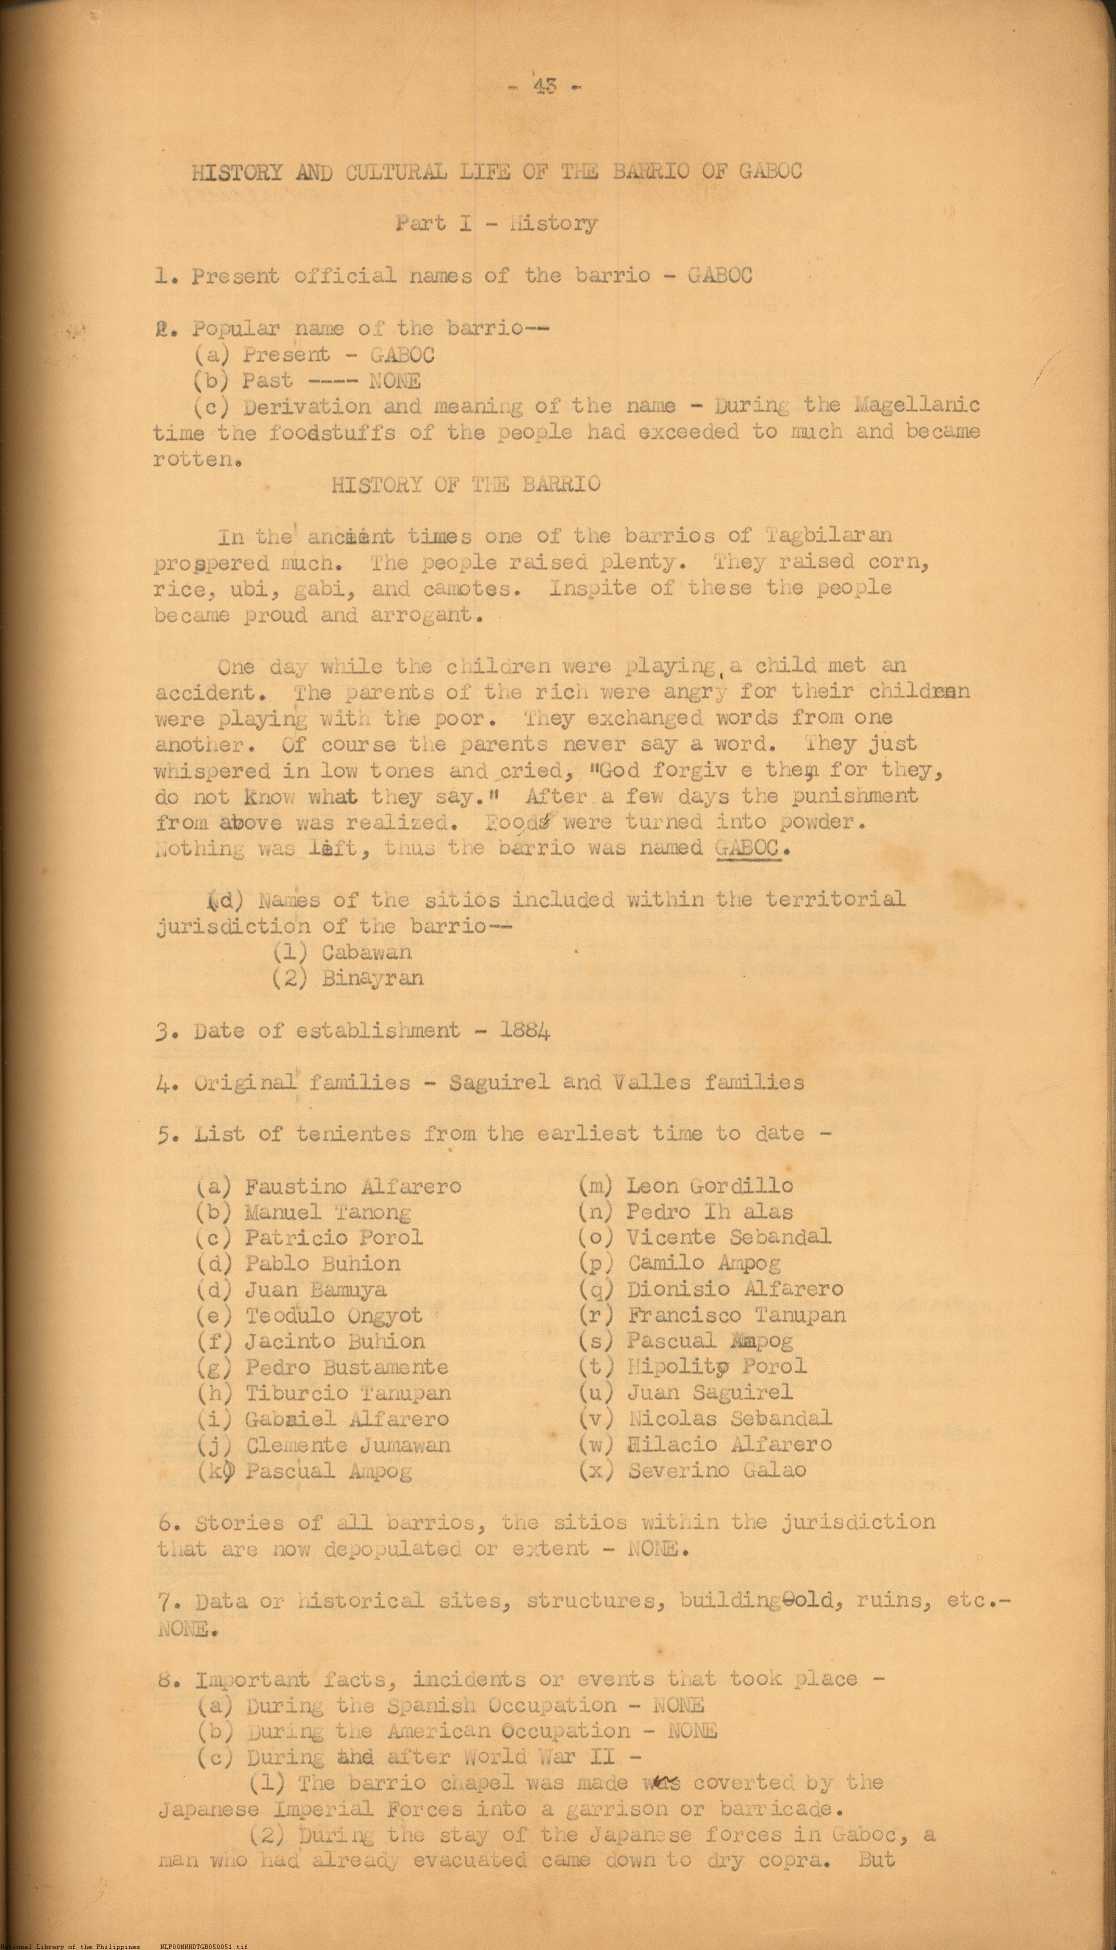 - 43 -
HISTORY AND CULTURAL LIFE OF THE BARRIO OF GABOC
Part I - History
1. Present official names of the barrio - GABOC
2. Popular name of the barrio--
(a) Present - GABOC
(b) Past ---- NONE
(c) Derivation and meaning of the name - During the Magellanic
time the foodstuffs of the people had exceeded to much and became
rotten.
HISTORY OF THE BARRIO
In the ancient times one of the barrios of Tagbilaran
prospered much. The people raised plenty. They raised corn,
rice, ubi, gabi, and camotes. Inspite of these the people
became proud and arrogant.
One day while the children were playing, a child met an
accident. The parents of the rich were angry for their children
were playing with the poor. They exchanged words from one
another. Of course the parents never say a word. They just
whispered in low tones and cried, "God forgiv e them for they,
do not know what they say." After a few days the punishment
from above was realized. Foods were turned into powder.
Nothing was left, thus the barrio was named GABOC.
(d) Names of the sitios included within the territorial
jurisdiction of the barrio--
(1) Cabawan
(2) Binayran
3. Date of establishment - 1884
4. Original families - Saguirel and Valles families
5. List of tenientes from the earliest time to date -
(a) Faustino Alfarero (m) Leon Gordillo
(b) Manuel Tanong (n) Pedro Ih alas
(c) Patricio Porol (o) Vicente Sebandal
(d) Pablo Buhion (p) Camilo Ampog
(d) Juan Bamuya (q) Dionisio Alfarero
(e) Teodulo Ongyot (r) Francisco Tanupan
(f) Jacinto Buhion (s) Pascual Ampog
(g) Pedro Bustamente (t) Hipolito Porol
(h) Tiburcio Tanupan (u) Juan Saguirel
(i) Gabriel Alfarero (v) Nicolas Sebandal
(j) Clemente Jumawan (w) Hilacio Alfarero
(k) Pascual Ampog (x) Severino Galao
6. Stories of all barrios, the sitios within the jurisdiction
that are now depopulated or extent - NONE.
7. Data or historical sites, structures, building old, ruins, etc.-
NONE.
8. Important facts, incidents or events that took place -
(a) During the Spanish Occupation - NONE
(b) During the American Occupation - NONE
(c) During and after World War II -
(1) The barrio chapel was made was coverted by the
Japanese Imperial Forces into a garrison or barricade.
(2) During the stay of the Japanese forces in Gaboc, a
man who had already evacuated came down to dry copra. But
National Library of the Philippines NLP00MNHDTGB050051.tif